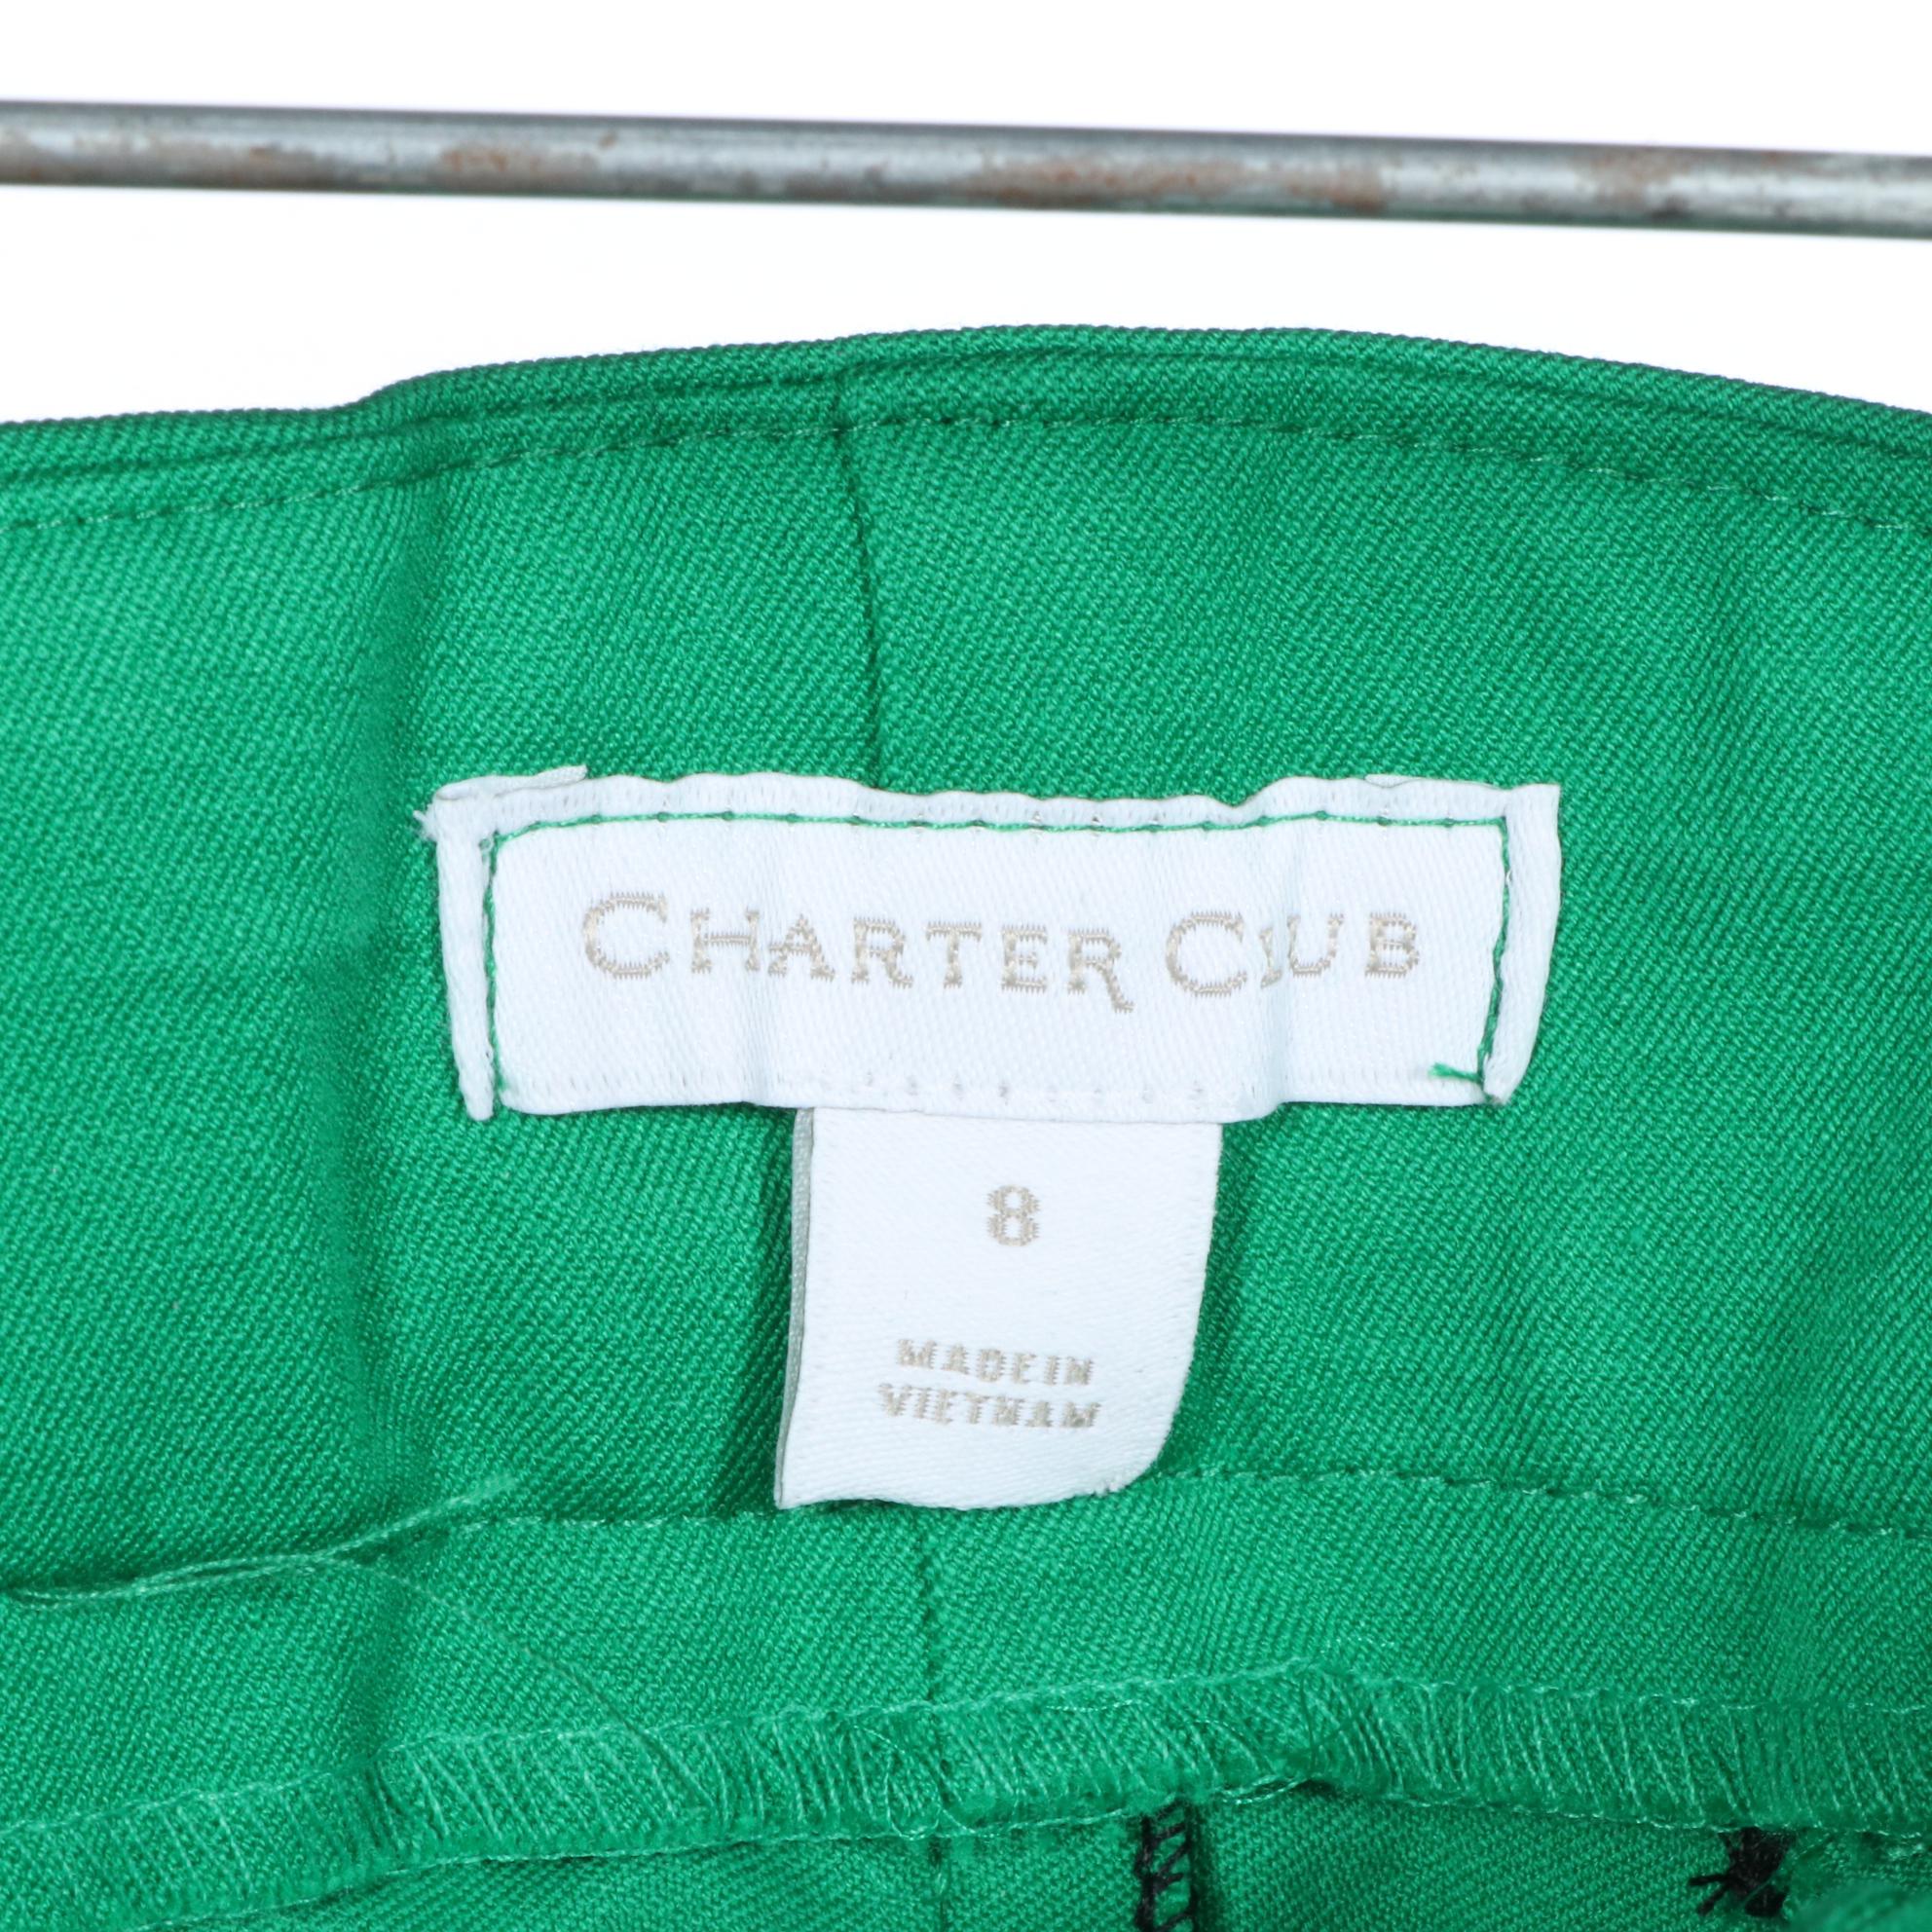 CHARTER CLUB
8
MADE IN
VIETNAM